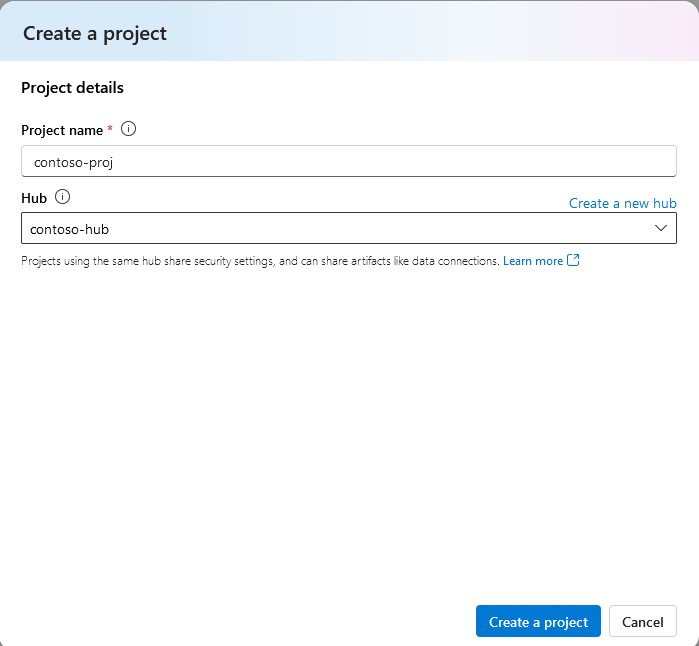 Create a project
Project details
Project name *
contoso-proj
Hub
Create a new hub
contoso-hub
Projects using the same hub share security settings, and can share artifacts like data connections. Learn more
Create a project
Cancel